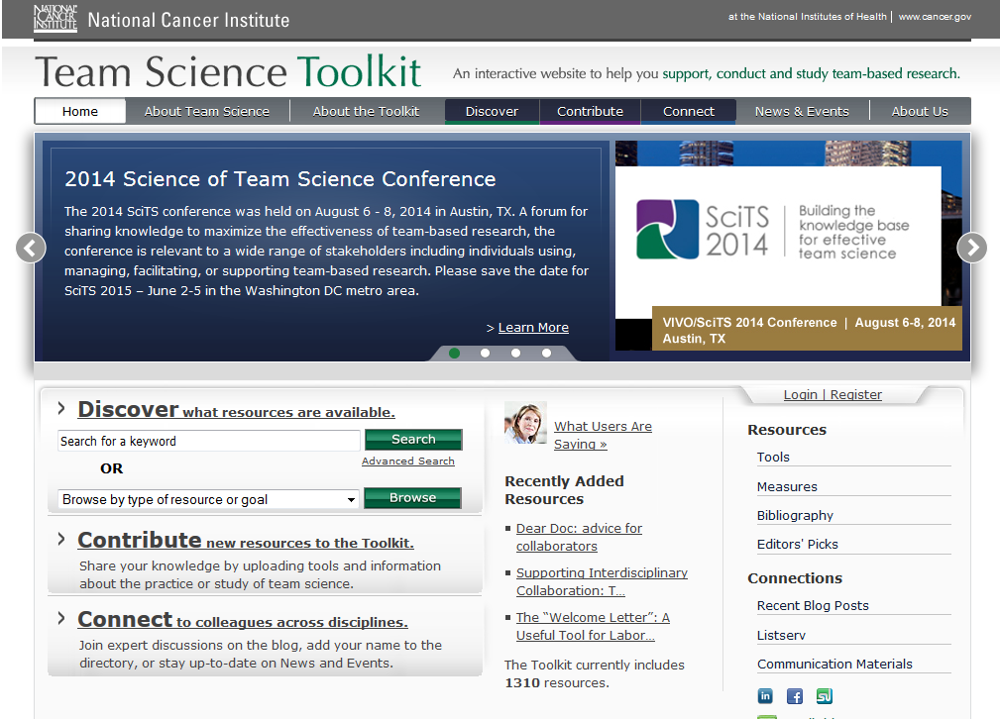 NATIONAL CANCER INSTITUTE
National Cancer Institute
at the National Institutes of Health | www.cancer.gov
Team Science Toolkit
An interactive website to help you support, conduct and study team-based research.
Home
About Team Science
About the Toolkit
Discover
Contribute
Connect
News & Events
About Us
2014 Science of Team Science Conference
The 2014 SciTS conference was held on August 6 - 8, 2014 in Austin, TX. A forum for
sharing knowledge to maximize the effectiveness of team-based research, the
conference is relevant to a wide range of stakeholders including individuals using,
managing, facilitating, or supporting team-based research. Please save the date for
SciTS 2015 – June 2-5 in the Washington DC metro area.
> Learn More
SciTS
2014
Building the
knowledge base
for effective
team science
VIVO/SciTS 2014 Conference | August 6-8, 2014
Austin, TX
Discover what resources are available.
Search for a keyword
Search
Advanced Search
OR
Browse by type of resource or goal
Browse
Contribute new resources to the Toolkit.
Share your knowledge by uploading tools and information
about the practice or study of team science.
Connect to colleagues across disciplines.
Join expert discussions on the blog, add your name to the
directory, or stay up-to-date on News and Events.
What Users Are
Saying »
Recently Added
Resources
Dear Doc: advice for
collaborators
Supporting Interdisciplinary
Collaboration: T...
The “Welcome Letter”: A
Useful Tool for Labor...
The Toolkit currently includes
1310 resources.
Login | Register
Resources
Tools
Measures
Bibliography
Editors' Picks
Connections
Recent Blog Posts
Listserv
Communication Materials
in
f